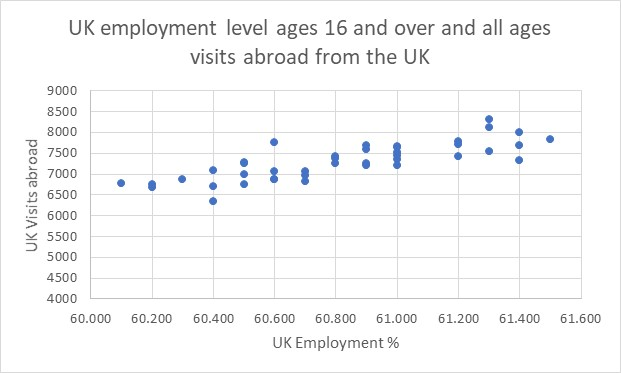 UK employment level ages 16 and over and all ages
visits abroad from the UK
UK Visits abroad
9000
8500
8000
7500
7000
6500
6000
5500
5000
4500
4000
60.000 60.200 60.400 60.600 60.800 61.000 61.200 61.400 61.600
UK Employment %